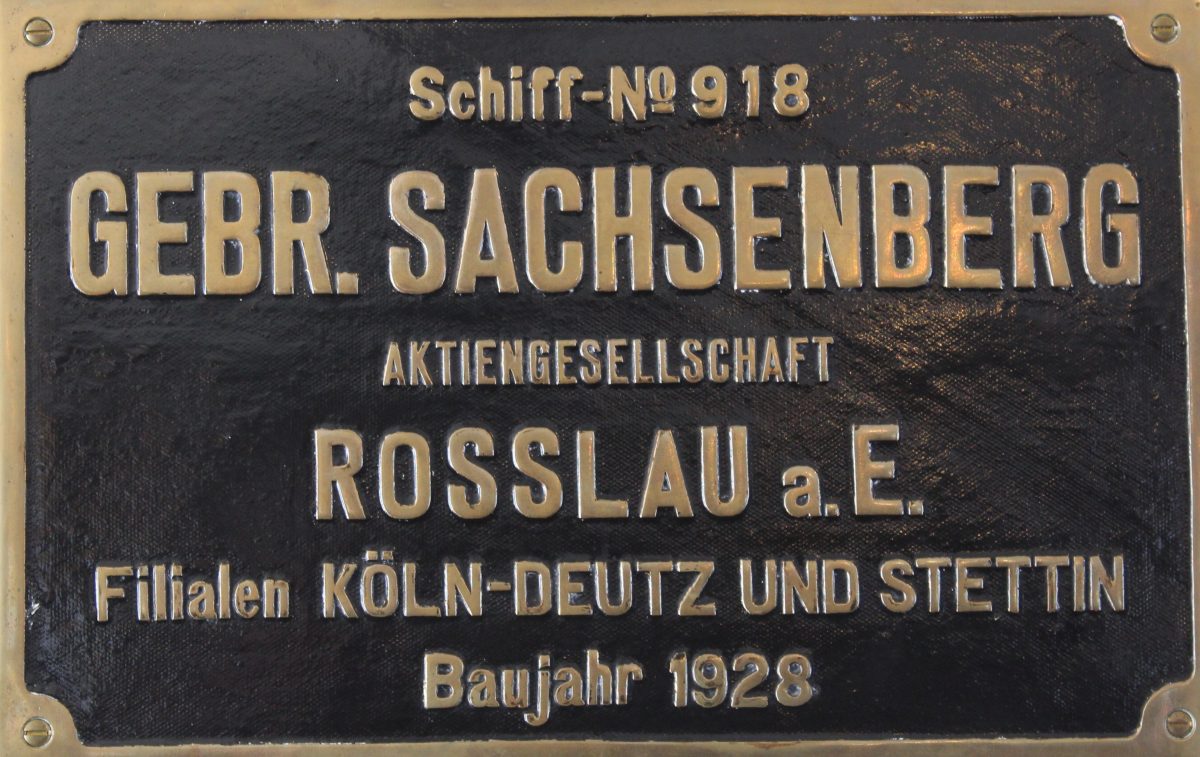 Schiff-No 918
GEBR. SACHSENBERG
AKTIENGESELLSCHAFT
ROSSLAU a.E.
Filialen KÖLN-DEUTZ UND STETTIN
Baujahr 1928